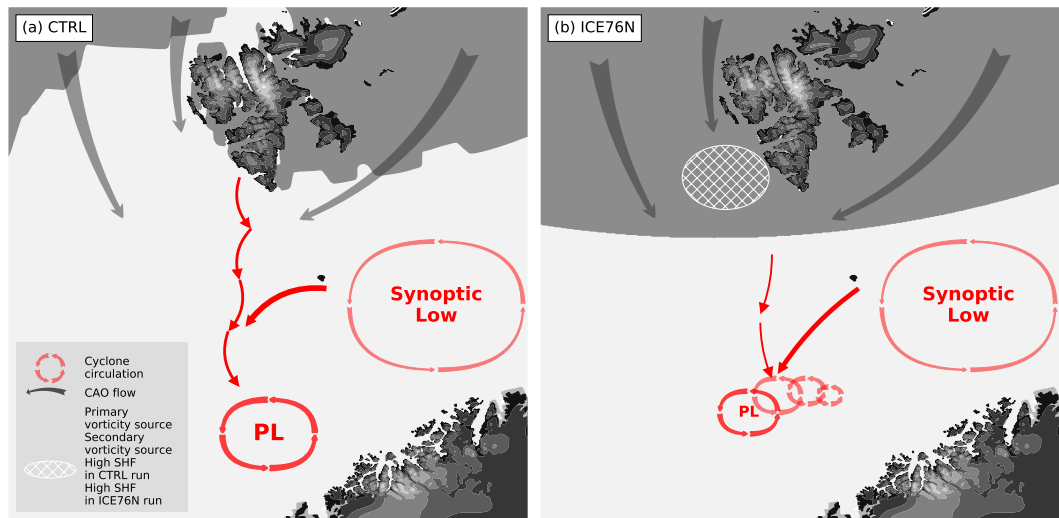 (a) CTRL
Synoptic
Low
PL
Cyclone
circulation
CAO flow
Primary
vorticity source
Secondary
vorticity source
High SHF
in CTRL run
High SHF
in ICE76N run
(b) ICE76N
Synoptic
Low
PL